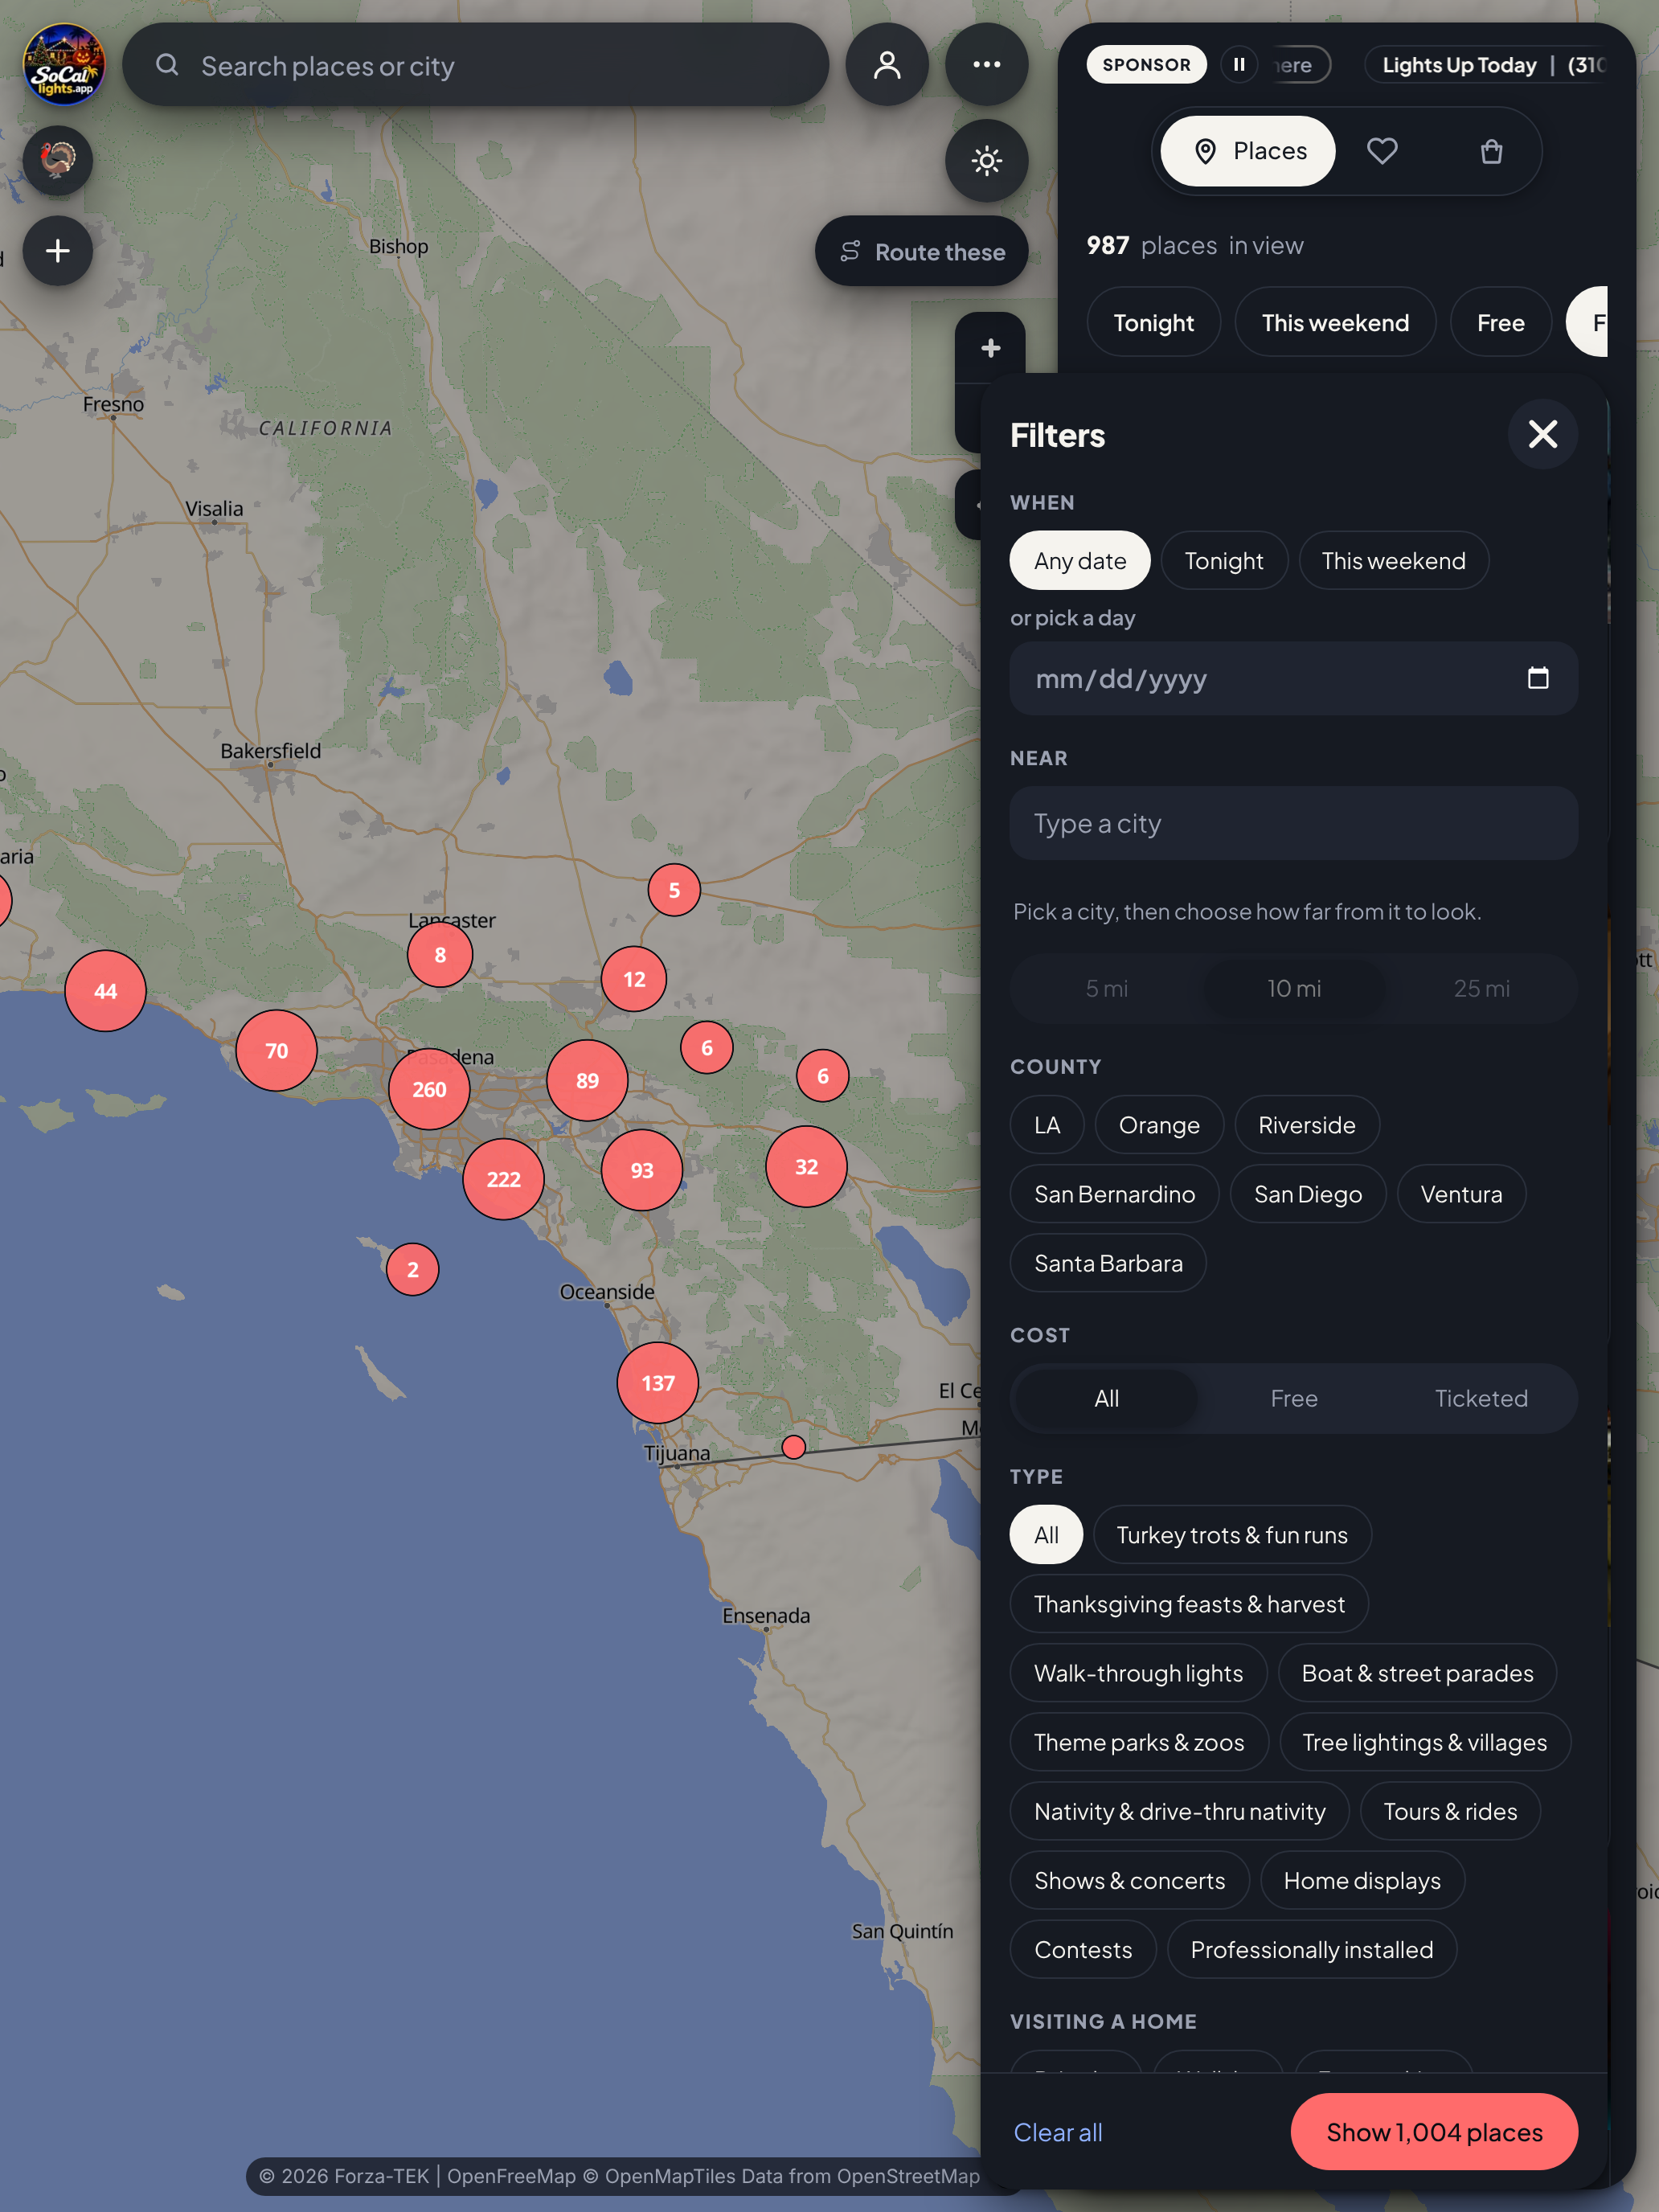 SoCal
lights.app
Search places or city
SPONSOR
Lights Up Today | (310
Places
987 places in view
Route these
Tonight
This weekend
Free
Bishop
Fresno
CALIFORNIA
Visalia
Bakersfield
Lancaster
Pasadena
Oceanside
Tijuana
Ensenada
San Quintín
5
8
12
44
70
6
6
260
89
222
93
32
2
137
Filters
WHEN
Any date
Tonight
This weekend
or pick a day
mm/dd/yyyy
NEAR
Type a city
Pick a city, then choose how far from it to look.
5 mi
10 mi
25 mi
COUNTY
LA
Orange
Riverside
San Bernardino
San Diego
Ventura
Santa Barbara
COST
All
Free
Ticketed
TYPE
All
Turkey trots & fun runs
Thanksgiving feasts & harvest
Walk-through lights
Boat & street parades
Theme parks & zoos
Tree lightings & villages
Nativity & drive-thru nativity
Tours & rides
Shows & concerts
Home displays
Contests
Professionally installed
VISITING A HOME
Clear all
Show 1,004 places
© 2026 Forza-TEK | OpenFreeMap © OpenMapTiles Data from OpenStreetMap